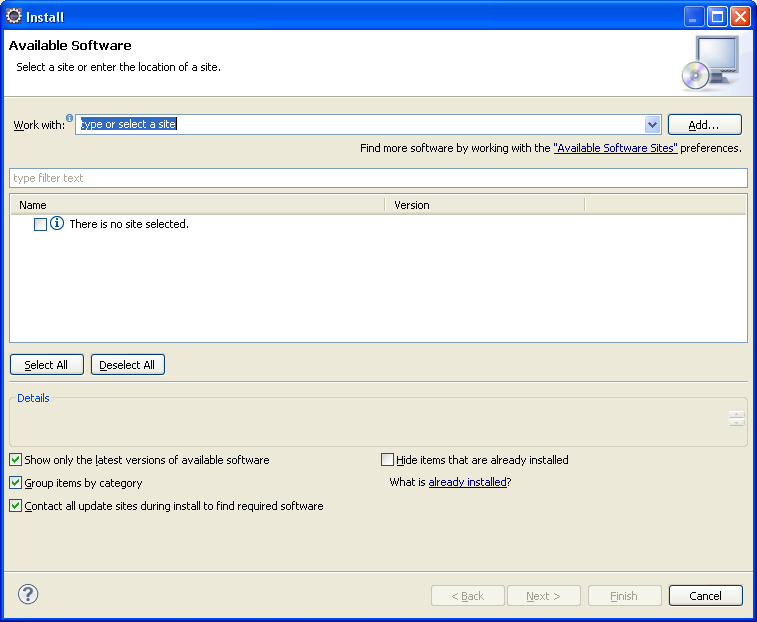 Install
Available Software
Select a site or enter the location of a site.
Work with:
type or select a site
Add...
Find more software by working with the "Available Software Sites" preferences.
type filter text
Name Version
There is no site selected.
Select All Deselect All
Details
Show only the latest versions of available software
Hide items that are already installed
Group items by category
What is already installed?
Contact all update sites during install to find required software
? < Back Next > Finish Cancel